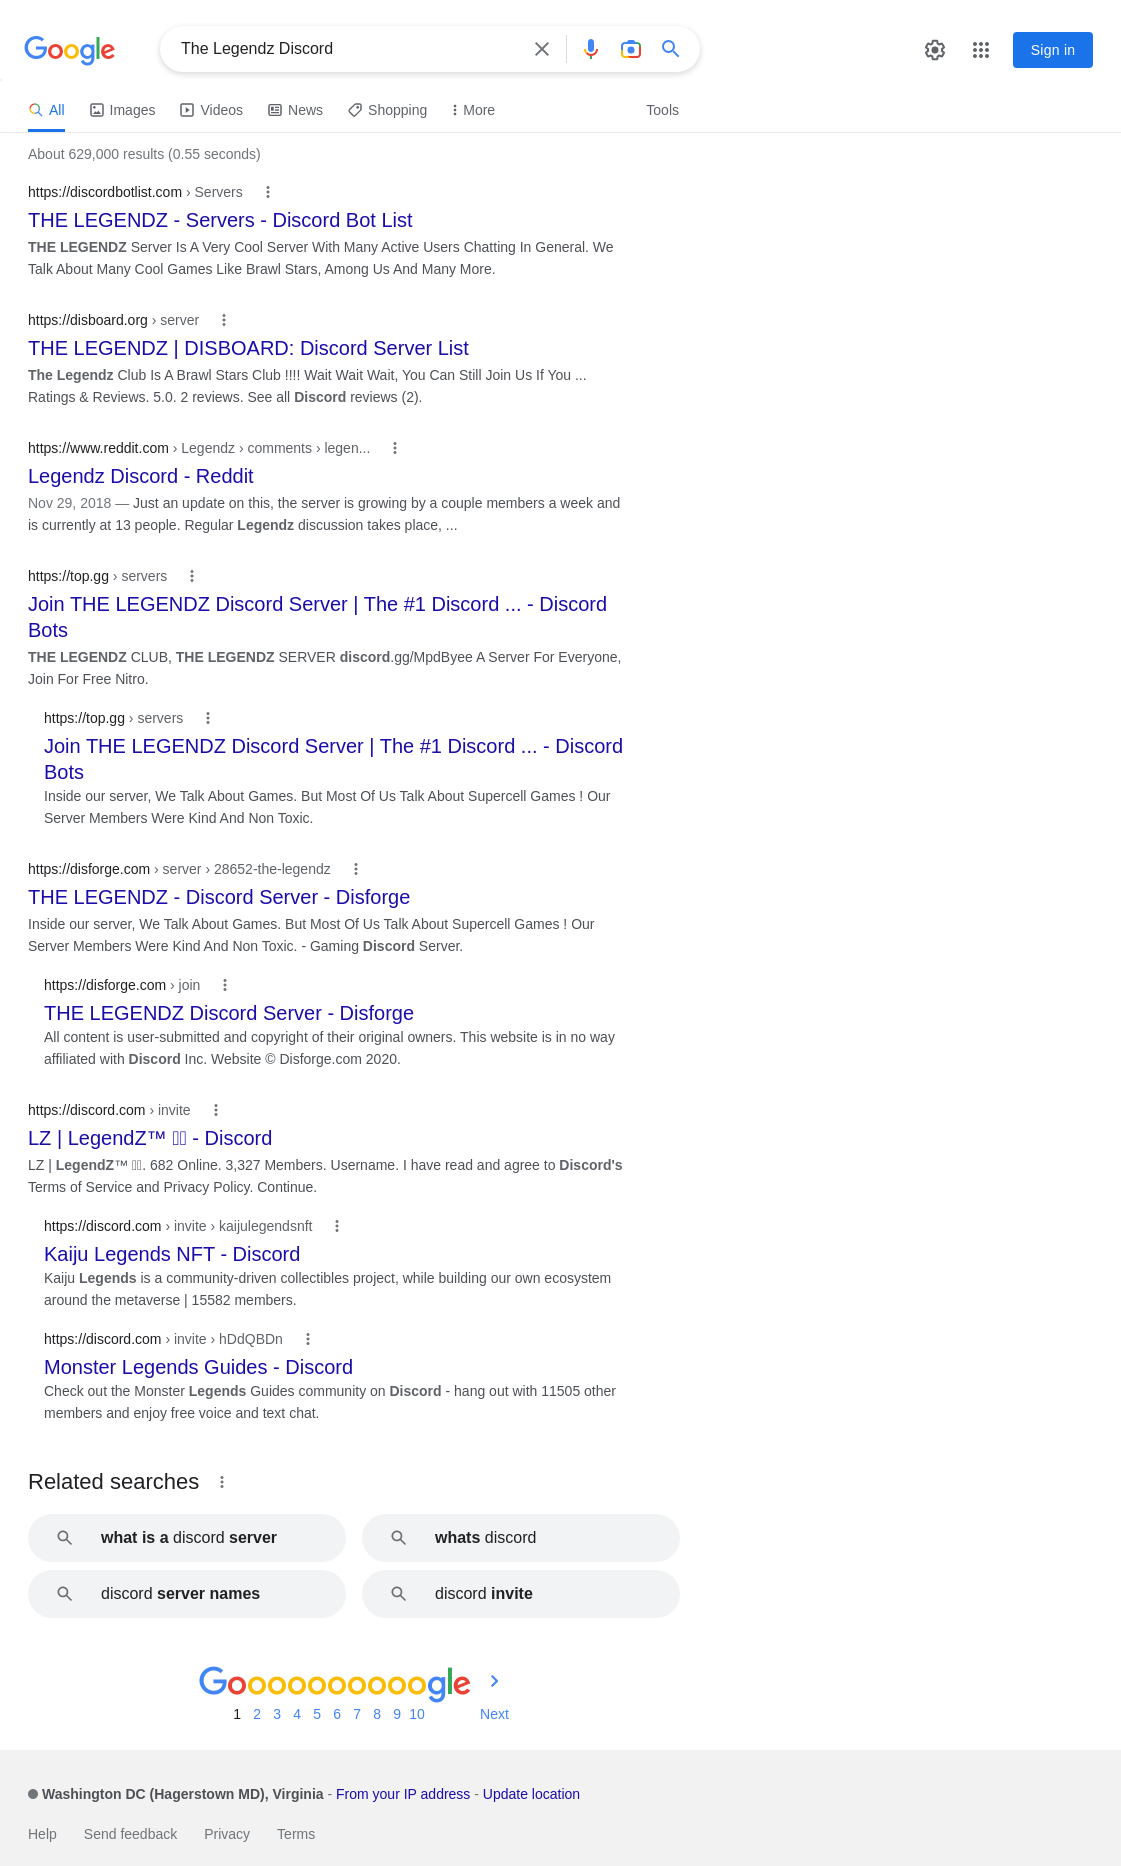 Google
The Legendz Discord
Sign in
All Images Videos News Shopping More Tools
About 629,000 results (0.55 seconds)
https://discordbotlist.com › Servers
THE LEGENDZ - Servers - Discord Bot List
THE LEGENDZ Server Is A Very Cool Server With Many Active Users Chatting In General. We
Talk About Many Cool Games Like Brawl Stars, Among Us And Many More.
https://disboard.org › server
THE LEGENDZ | DISBOARD: Discord Server List
The Legendz Club Is A Brawl Stars Club !!!! Wait Wait Wait, You Can Still Join Us If You ...
Ratings & Reviews. 5.0. 2 reviews. See all Discord reviews (2).
https://www.reddit.com › Legendz › comments › legen...
Legendz Discord - Reddit
Nov 29, 2018 — Just an update on this, the server is growing by a couple members a week and
is currently at 13 people. Regular Legendz discussion takes place, ...
https://top.gg › servers
Join THE LEGENDZ Discord Server | The #1 Discord ... - Discord
Bots
THE LEGENDZ CLUB, THE LEGENDZ SERVER discord.gg/MpdByee A Server For Everyone,
Join For Free Nitro.
https://top.gg › servers
Join THE LEGENDZ Discord Server | The #1 Discord ... - Discord
Bots
Inside our server, We Talk About Games. But Most Of Us Talk About Supercell Games ! Our
Server Members Were Kind And Non Toxic.
https://disforge.com › server › 28652-the-legendz
THE LEGENDZ - Discord Server - Disforge
Inside our server, We Talk About Games. But Most Of Us Talk About Supercell Games ! Our
Server Members Were Kind And Non Toxic. - Gaming Discord Server.
https://disforge.com › join
THE LEGENDZ Discord Server - Disforge
All content is user-submitted and copyright of their original owners. This website is in no way
affiliated with Discord Inc. Website © Disforge.com 2020.
https://discord.com › invite
LZ | LegendZ™ - Discord
LZ | LegendZ™ . 682 Online. 3,327 Members. Username. I have read and agree to Discord's
Terms of Service and Privacy Policy. Continue.
https://discord.com › invite › kaijulegendsnft
Kaiju Legends NFT - Discord
Kaiju Legends is a community-driven collectibles project, while building our own ecosystem
around the metaverse | 15582 members.
https://discord.com › invite › hDdQBDn
Monster Legends Guides - Discord
Check out the Monster Legends Guides community on Discord - hang out with 11505 other
members and enjoy free voice and text chat.
Related searches
what is a discord server
whats discord
discord server names
discord invite
Goooooooooogle
1 2 3 4 5 6 7 8 9 10 Next
Washington DC (Hagerstown MD), Virginia - From your IP address - Update location
Help Send feedback Privacy Terms